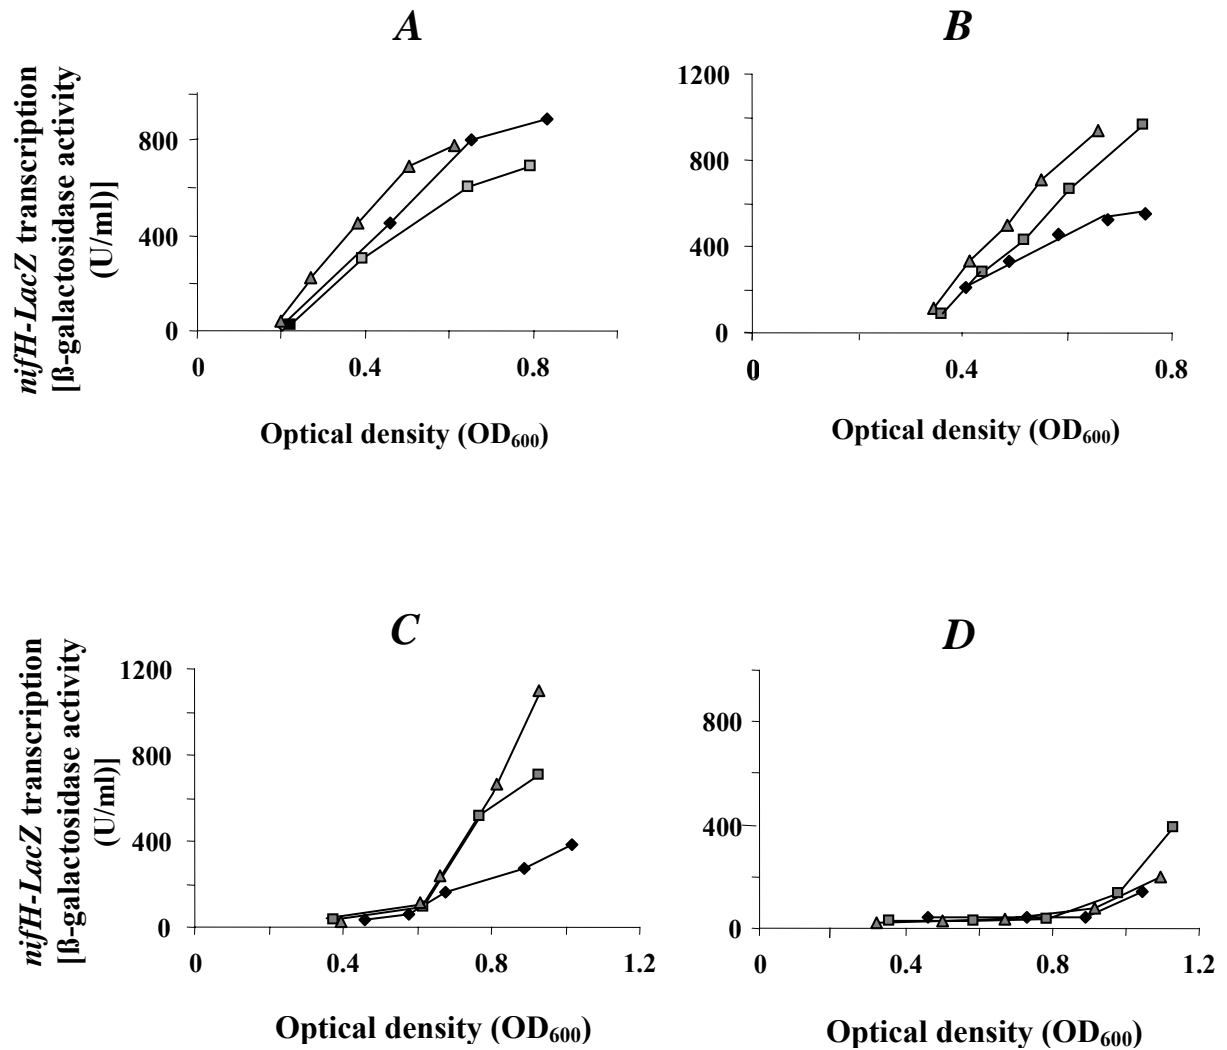 A
B
nifH-LacZ transcription
[ß-galactosidase activity
(U/ml)]
800
400
0
0
0.4
0.8
Optical density (OD600)
1200
800
400
0
0
0.4
0.8
Optical density (OD600)
C
D
nifH-LacZ transcription
[ß-galactosidase activity
(U/ml)]
1200
800
400
0
0
0.4
0.8
1.2
Optical density (OD600)
800
400
0
0
0.4
0.8
1.2
Optical density (OD600)